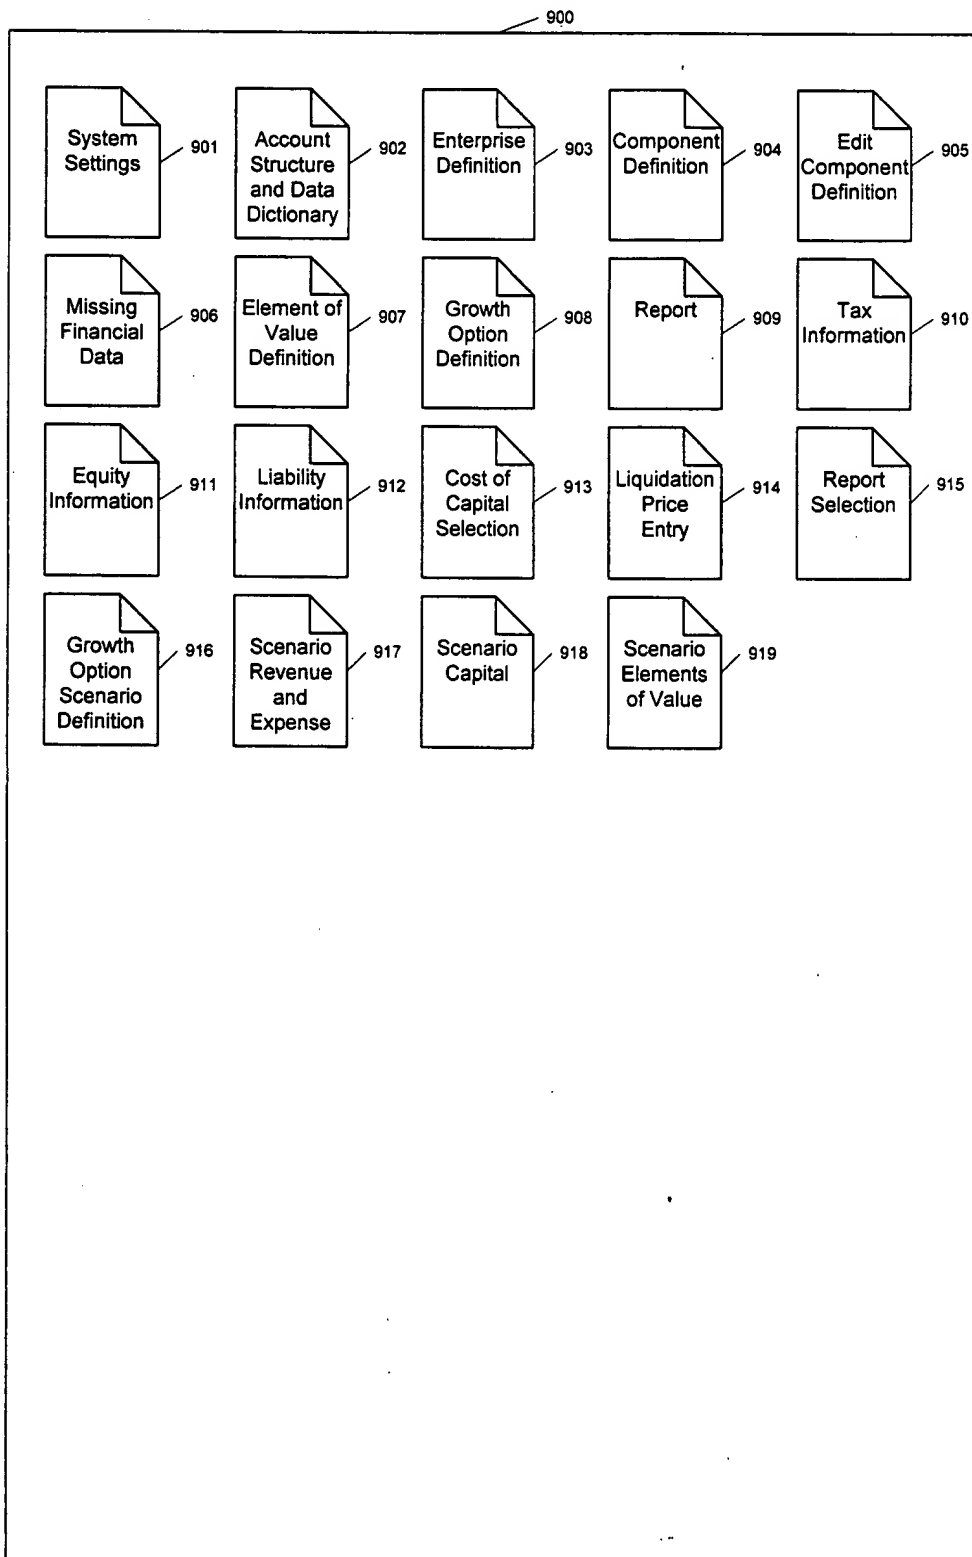 900
System
Settings
901
Account
Structure
and Data
Dictionary
902
Enterprise
Definition
903
Component
Definition
904
Edit
Component
Definition
905
Missing
Financial
Data
906
Element of
Value
Definition
907
Growth
Option
Definition
908
Report
909
Tax
Information
910
Equity
Information
911
Liability
Information
912
Cost of
Capital
Selection
913
Liquidation
Price
Entry
914
Report
Selection
915
Growth
Option
Scenario
Definition
916
Scenario
Revenue
and
Expense
917
Scenario
Capital
918
Scenario
Elements
of Value
919